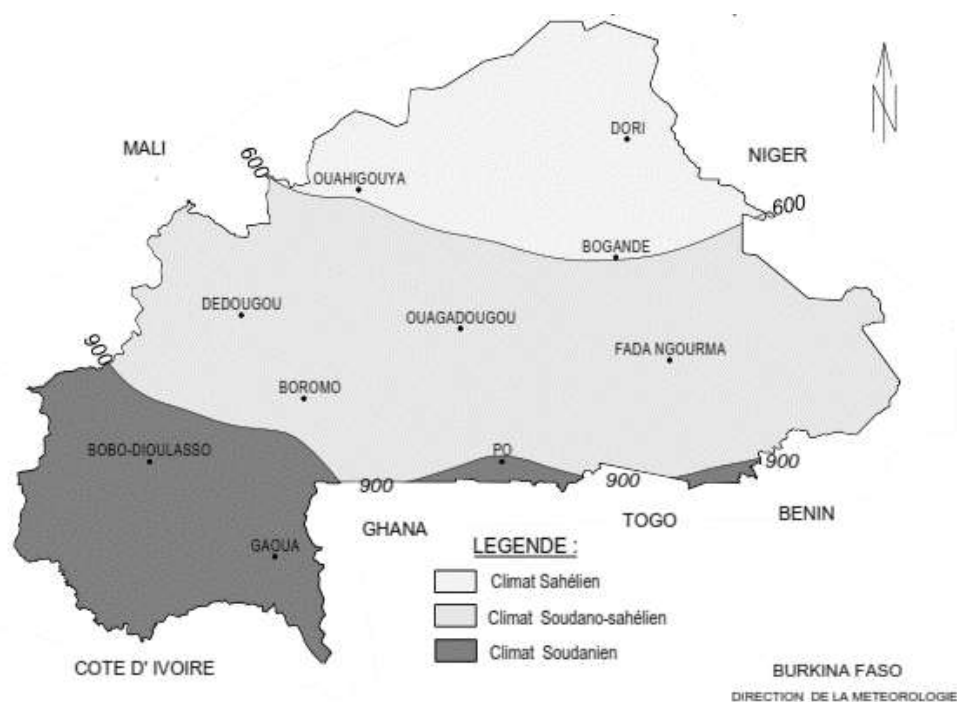 DORI
MALI
NIGER
600
OUAHIGOUYA
600
BOGANDE
DEDOUGOU
OUAGADOUGOU
900
FADA NGOURMA
BOROMO
BOBO-DIOULASSO
PO
900
900
900
GHANA
TOGO
BENIN
GAOUA
LEGENDE :
Climat Sahélien
Climat Soudano-sahélien
Climat Soudanien
COTE D' IVOIRE
BURKINA FASO
DIRECTION DE LA METEOROLOGIE
N